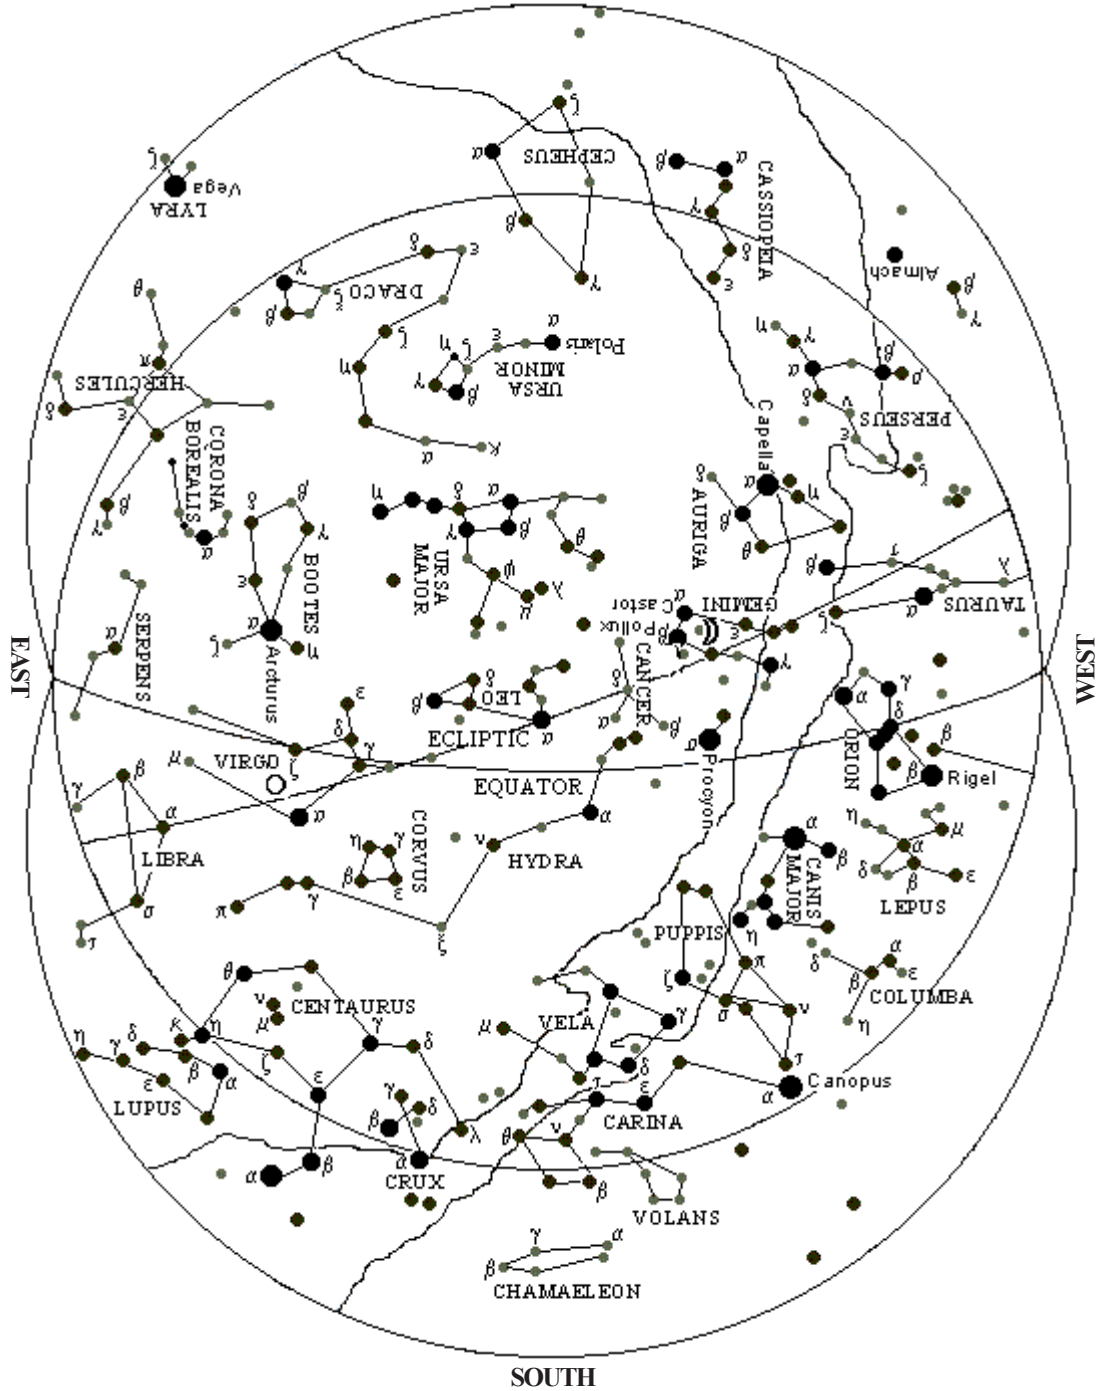 ζ
α
CEPHEUS
β
γ
ζ
Vega
LYRA
β
α
CASSIOPEIA
γ
δ
ε
Almach
β
γ
θ
γ
β
ξ
DRACO
δ
ε
ζ
η
α
κ
η
ζ
ε
α
Polaris
URSA
MINOR
γ
β
η
γ
α
β
ρ
δ
ν
PERSEUS
ε
ζ
π
HERCULES
δ
ε
β
γ
CORONA
BOREALIS
α
δ
β
γ
BOOTES
ε
α
ζ
η
Arcturus
η
δ
α
γ
β
URSA
MAJOR
θ
ψ
λ
μ
Capella
α
η
δ
AURIGA
β
θ
β
τ
λ
α
TAURUS
ζ
Castor
α
GEMINI
β
Pollux
ε
γ
SERPENS
α
EAST
WEST
CANCER
δ
α
β
δ
LEO
β
α
ECLIPTIC
ε
δ
γ
VIRGO
ζ
μ
α
EQUATOR
α
Procyon
α
γ
δ
ORION
β
Rigel
γ
β
α
LIBRA
σ
τ
CORVUS
η
γ
β
ε
ν
HYDRA
α
π
γ
ξ
α
β
CANIS
MAJOR
η
η
μ
α
δ
β
ε
LEPUS
PUPPIS
π
ζ
σ
ν
τ
δ
α
β
ε
COLUMBA
η
θ
ν
CENTAURUS
μ
κ
η
γ
δ
ζ
ε
λ
β
α
η
γ
δ
β
ε
α
LUPUS
γ
β
δ
α
CRUX
μ
VELA
γ
δ
ι
ε
CARINA
α
Canopus
θ
ν
β
VOLANS
γ
α
β
CHAMAELEON
SOUTH